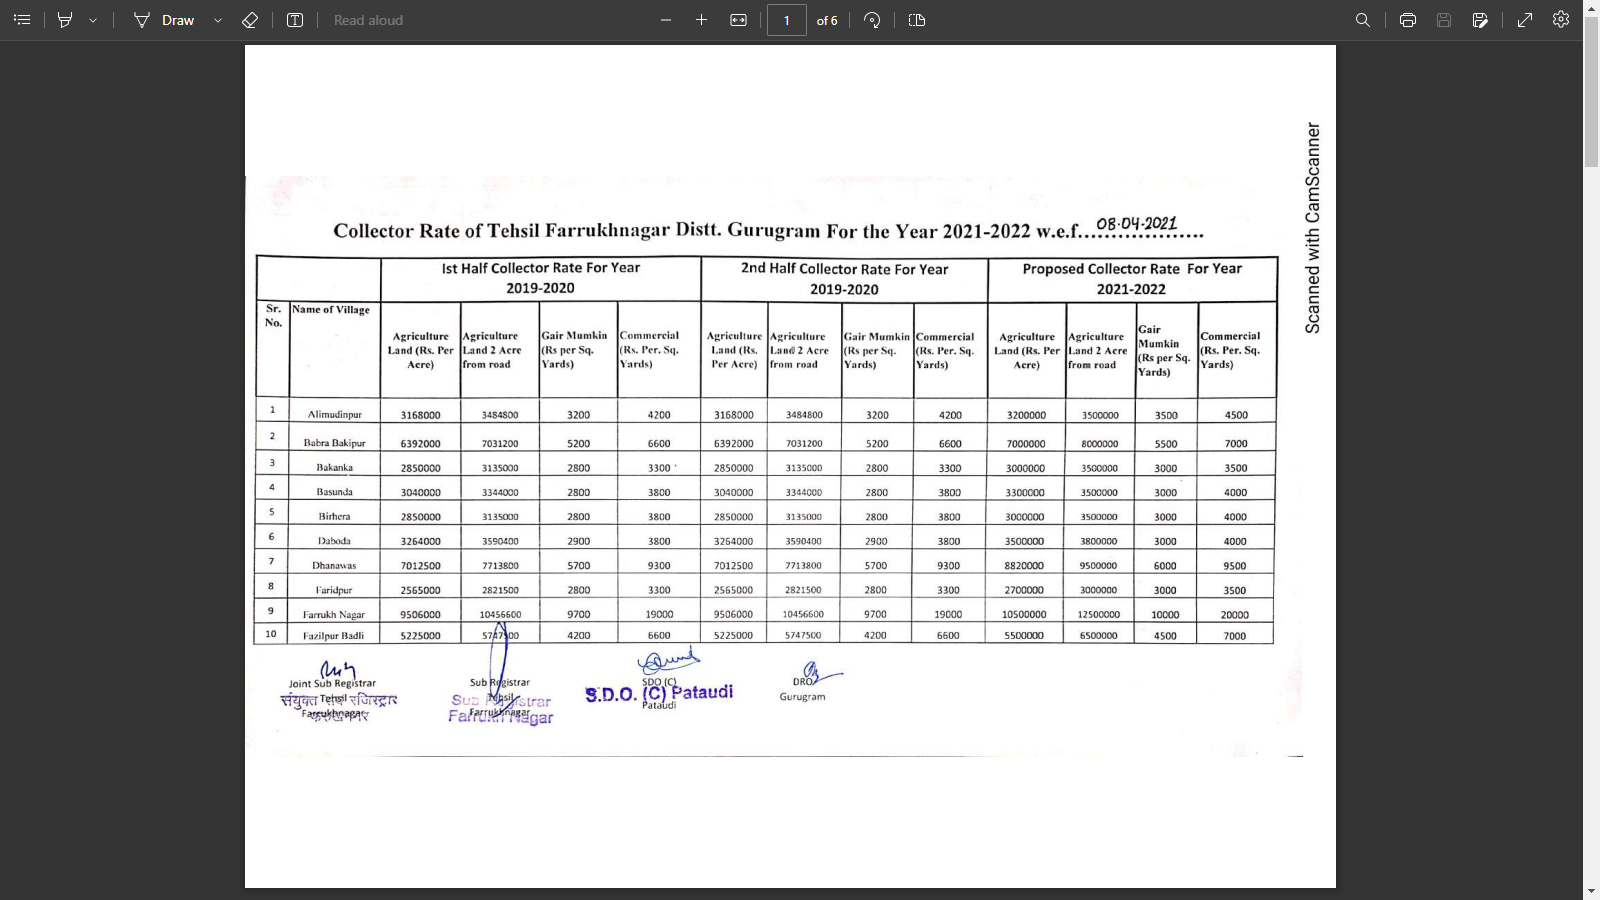 Draw
Read aloud
1 of 6
Scanned with CamScanner
Collector Rate of Tehsil Farrukhnagar Distt. Gurugram For the Year 2021-2022 w.e.f....08.04.2021....
Ist Half Collector Rate For Year 2019-2020 2nd Half Collector Rate For Year 2019-2020 Proposed Collector Rate For Year 2021-2022
Sr. No. Name of Village Agriculture Land (Rs. Per Acre) Agriculture Land 2 Acre from road Gair Mumkin (Rs per Sq. Yards) Commercial (Rs. Per. Sq. Yards) Agriculture Land (Rs. Per Acre) Agriculture Land 2 Acre from road Gair Mumkin (Rs per Sq. Yards) Commercial (Rs. Per. Sq. Yards) Agriculture Land (Rs. Per Acre) Agriculture Land 2 Acre from road Gair Mumkin (Rs per Sq. Yards) Commercial (Rs. Per. Sq. Yards)
1 Alimudinpur 3168000 3484800 3200 4200 3168000 3484800 3200 4200 3200000 3500000 3500 4500
2 Babra Bakipur 6392000 7031200 5200 6600 6392000 7031200 5200 6600 7000000 8000000 5500 7000
3 Bakanka 2850000 3135000 2800 3300 2850000 3135000 2800 3300 3000000 3500000 3000 3500
4 Basunda 3040000 3344000 2800 3800 3040000 3344000 2800 3800 3300000 3500000 3000 4000
5 Birhera 2850000 3135000 2800 3800 2850000 3135000 2800 3800 3000000 3500000 3000 4000
6 Daboda 3264000 3590400 2900 3800 3264000 3590400 2900 3800 3500000 3800000 3000 4000
7 Dhanawas 7012500 7713800 5700 9300 7012500 7713800 5700 9300 8820000 9500000 6000 9500
8 Faridpur 2565000 2821500 2800 3300 2565000 2821500 2800 3300 2700000 3000000 3000 3500
9 Farrukh Nagar 9506000 10456600 9700 19000 9506000 10456600 9700 19000 10500000 12500000 10000 20000
10 Fazilpur Badli 5225000 5747500 4200 6600 5225000 5747500 4200 6600 5500000 6500000 4500 7000
Joint Sub Registrar
Tehsil
Farrukhnagar
संयुक्त सब रजिस्ट्रार
Sub Registrar
Tehsil
Farrukhnagar
Sub Registrar
Farrukh Nagar
SDO (C)
Pataudi
S.D.O. (C) Pataudi
DRO
Gurugram